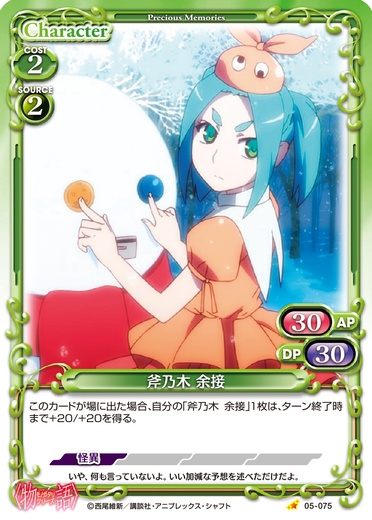 Precious Memories
Character
COST
2
SOURCE
2
30 AP
DP 30
斧乃木 余接
このカードが場に出た場合、自分の「斧乃木 余接」1枚は、ターン終了時
まで+20/+20を得る。
怪異
いや、何も言っていないよ。いい加減な予想を述べただけだよ。
物語
©西尾維新／講談社・アニプレックス・シャフト
05-075